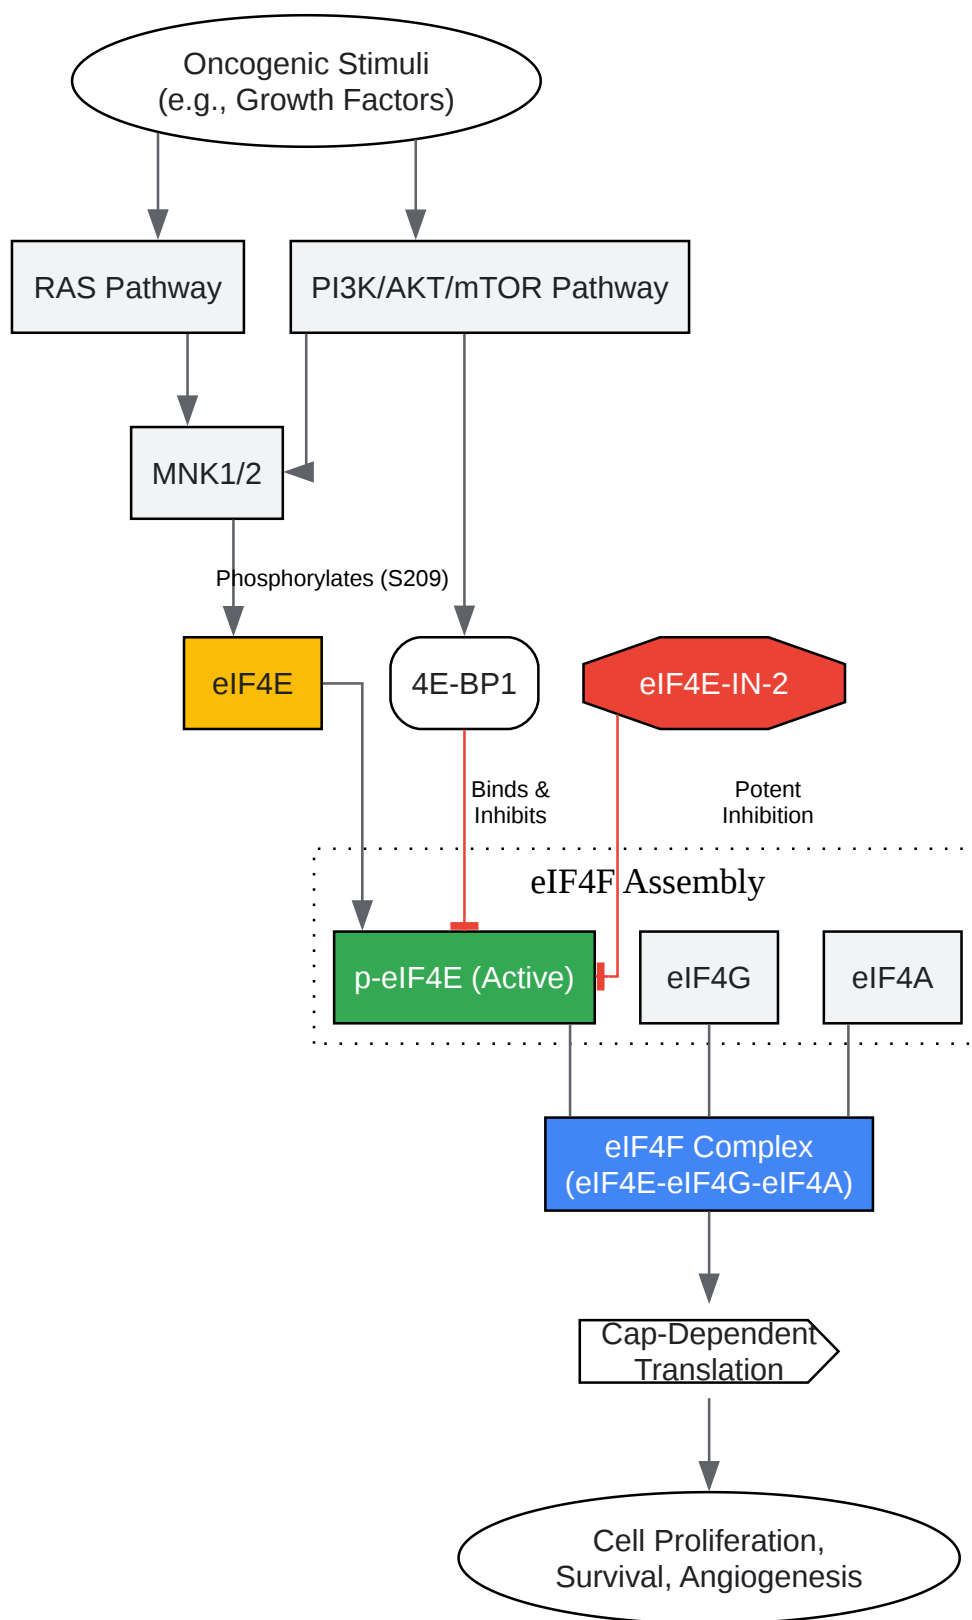 Oncogenic Stimuli
(e.g., Growth Factors)
RAS Pathway
PI3K/AKT/mTOR Pathway
MNK1/2
Phosphorylates (S209)
eIF4E
4E-BP1
eIF4E-IN-2
Binds &
Inhibits
Potent
Inhibition
eIF4F Assembly
p-eIF4E (Active)
eIF4G
eIF4A
eIF4F Complex
(eIF4E-eIF4G-eIF4A)
Cap-Dependent
Translation
Cell Proliferation,
Survival, Angiogenesis